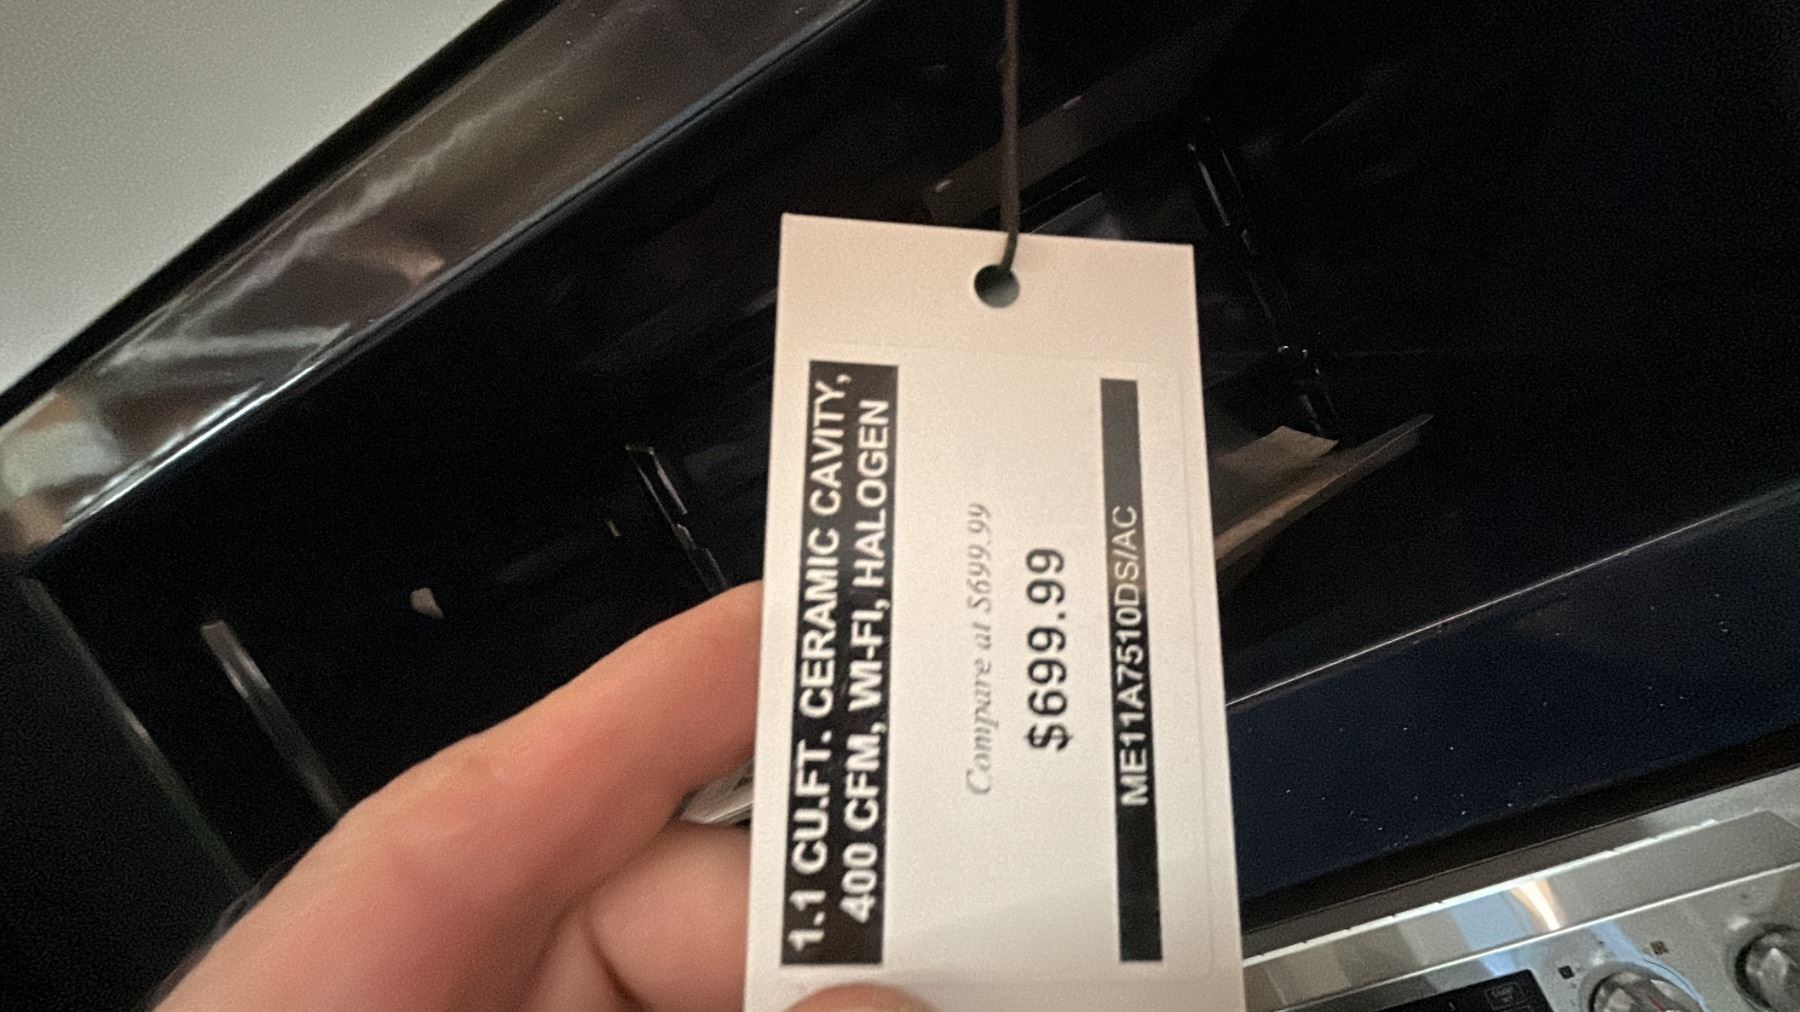 1.1 CU.FT. CERAMIC CAVITY,
400 CFM, WI-FI, HALOGEN
Compare at $699.99
$699.99
ME11A7510DS/AC